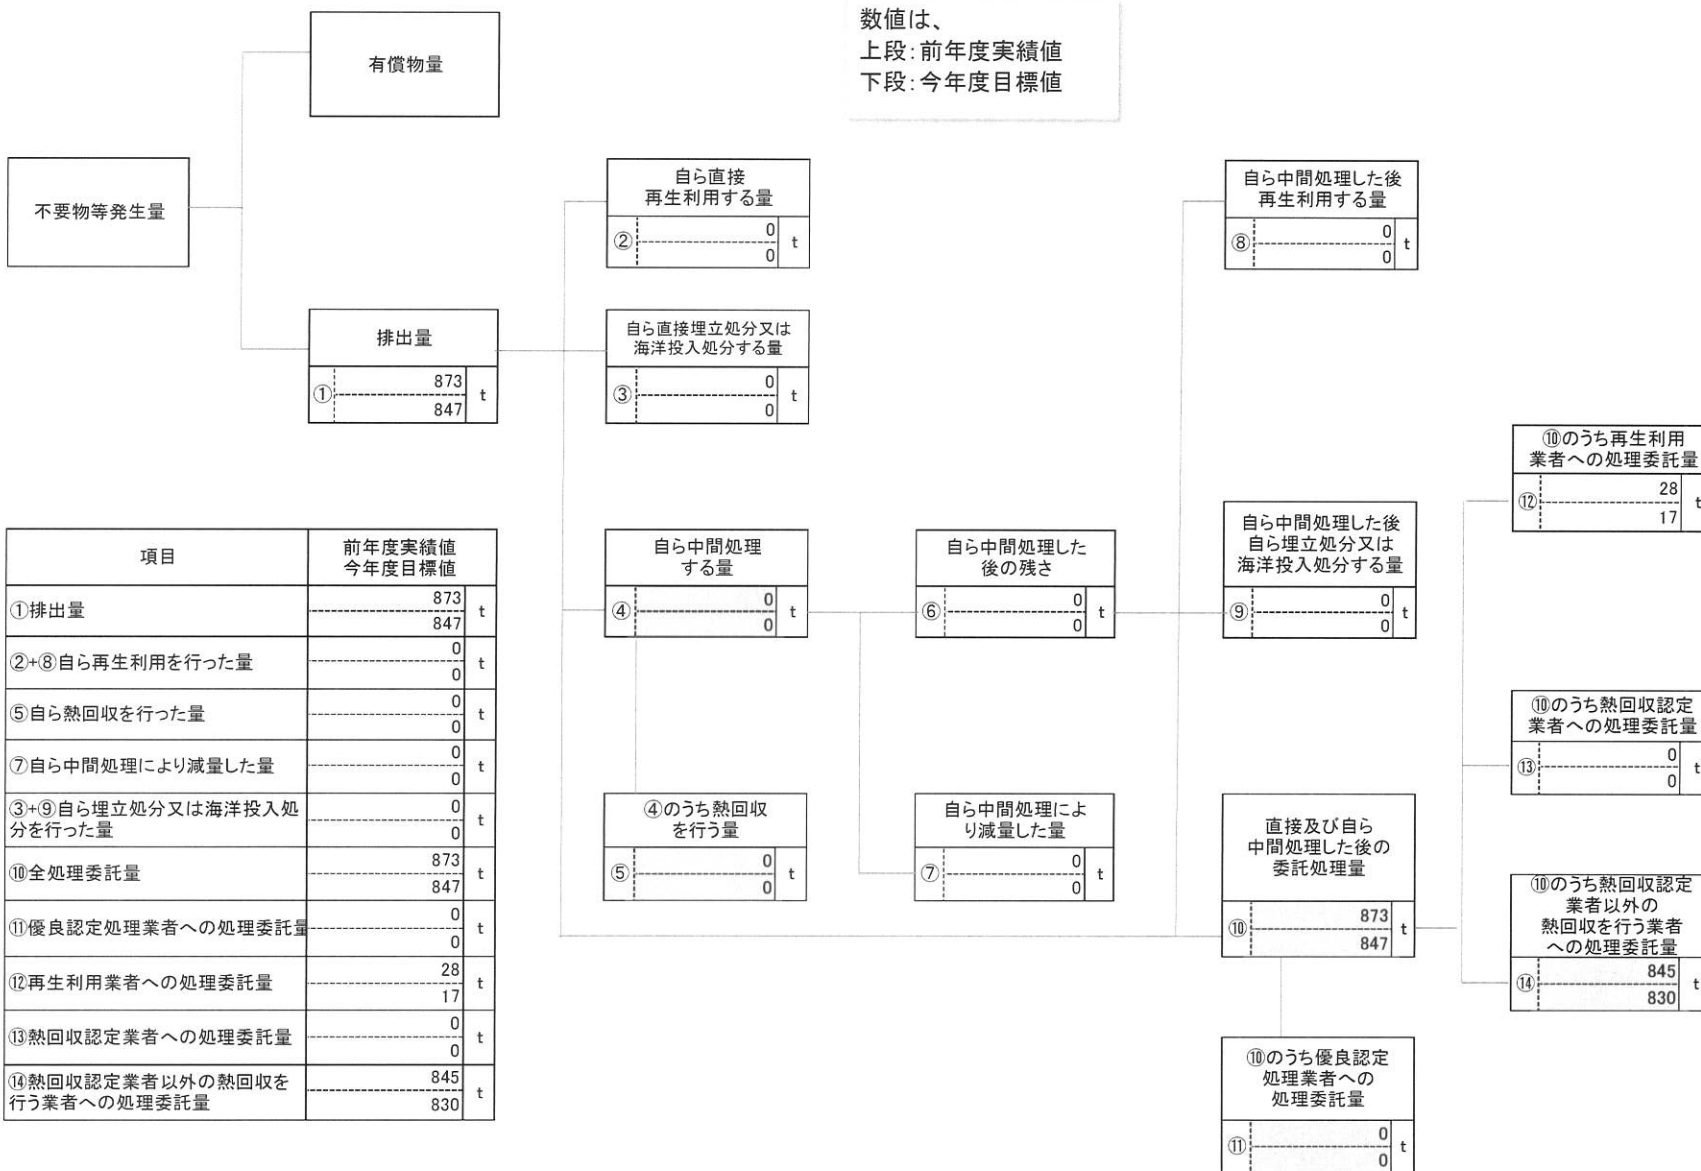 数値は、
上段:前年度実績値
下段:今年度目標値
有償物量
不要物等発生量
排出量
① 873 t
847
自ら直接
再生利用する量
② 0 t
0
自ら直接埋立処分又は
海洋投入処分する量
③ 0 t
0
自ら中間処理
する量
④ 0 t
0
④のうち熱回収
を行う量
⑤ 0 t
0
自ら中間処理した
後の残さ
⑥ 0 t
0
自ら中間処理によ
り減量した量
⑦ 0 t
0
自ら中間処理した後
再生利用する量
⑧ 0 t
0
自ら中間処理した後
自ら埋立処分又は
海洋投入処分する量
⑨ 0 t
0
直接及び自ら
中間処理した後の
委託処理量
⑩ 873 t
847
⑩のうち優良認定
処理業者への
処理委託量
⑪ 0 t
0
⑩のうち再生利用
業者への処理委託量
⑫ 28 t
17
⑩のうち熱回収認定
業者への処理委託量
⑬ 0 t
0
⑩のうち熱回収認定
業者以外の
熱回収を行う業者
への処理委託量
⑭ 845 t
830
項目 前年度実績値
今年度目標値
①排出量 873 t
847
②+⑧自ら再生利用を行った量 0 t
0
⑤自ら熱回収を行った量 0 t
0
⑦自ら中間処理により減量した量 0 t
0
③+⑨自ら埋立処分又は海洋投入処 0 t
分を行った量 0
⑩全処理委託量 873 t
847
⑪優良認定処理業者への処理委託量 0 t
0
⑫再生利用業者への処理委託量 28 t
17
⑬熱回収認定業者への処理委託量 0 t
0
⑭熱回収認定業者以外の熱回収を 845 t
行う業者への処理委託量 830